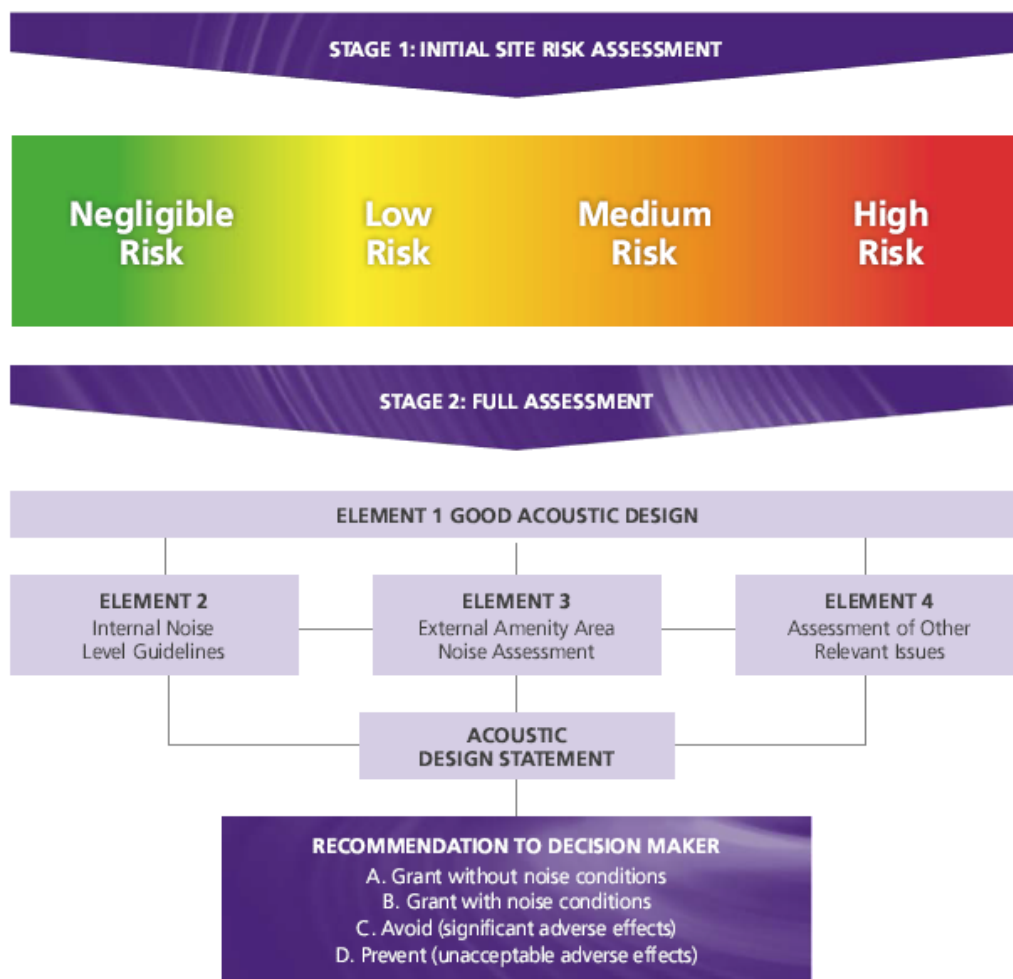 STAGE 1: INITIAL SITE RISK ASSESSMENT
Negligible
Risk
Low
Risk
Medium
Risk
High
Risk
STAGE 2: FULL ASSESSMENT
ELEMENT 1 GOOD ACOUSTIC DESIGN
ELEMENT 2
Internal Noise
Level Guidelines
ELEMENT 3
External Amenity Area
Noise Assessment
ELEMENT 4
Assessment of Other
Relevant Issues
ACOUSTIC
DESIGN STATEMENT
RECOMMENDATION TO DECISION MAKER
A. Grant without noise conditions
B. Grant with noise conditions
C. Avoid (significant adverse effects)
D. Prevent (unacceptable adverse effects)